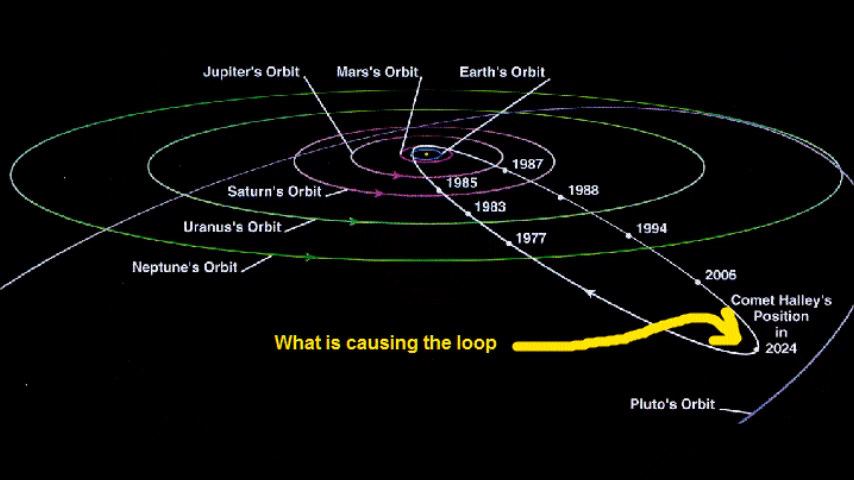 Jupiter's Orbit
Mars's Orbit
Earth's Orbit
1987
1985
1988
Saturn's Orbit
1983
Uranus's Orbit
1994
1977
Neptune's Orbit
2005
Comet Halley's
Position
in
2024
What is causing the loop
Pluto's Orbit